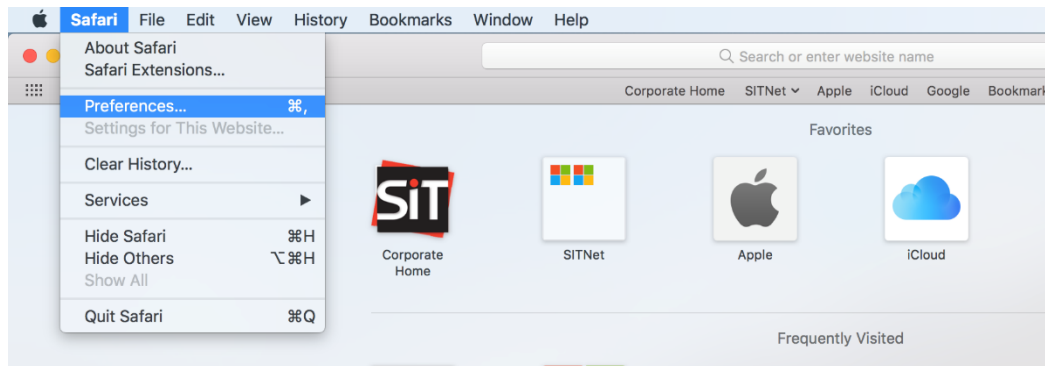 Safari File Edit View History Bookmarks Window Help
About Safari
Safari Extensions...
Preferences... ⌘,
Settings for This Website...
Clear History...
Services ▶
Hide Safari ⌘H
Hide Others ⌥⌘H
Show All
Quit Safari ⌘Q
Search or enter website name
Corporate Home SITNet Apple iCloud Google Bookmark
Favorites
SiT
Corporate Home
SITNet
Apple
iCloud
Frequently Visited